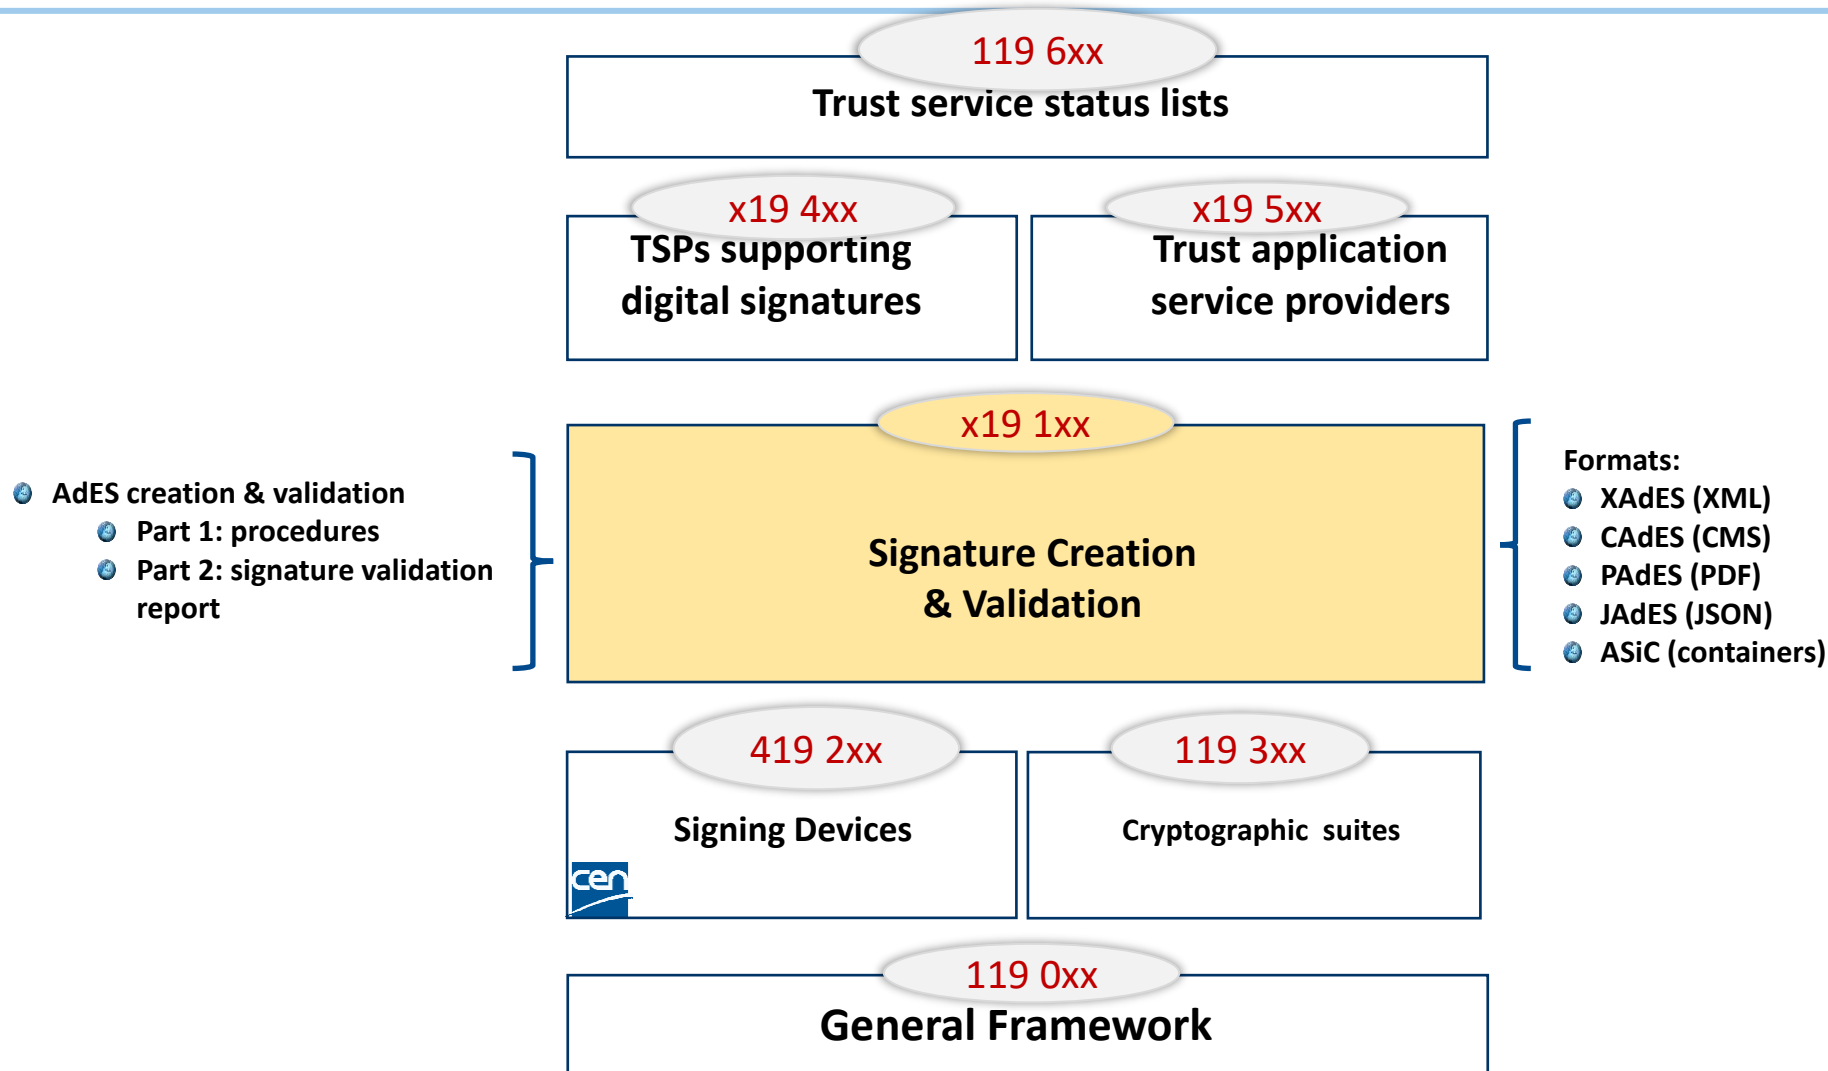 119 6xx
Trust service status lists
x19 4xx
TSPs supporting
digital signatures
x19 5xx
Trust application
service providers
x19 1xx
Signature Creation
& Validation
AdES creation & validation
Part 1: procedures
Part 2: signature validation
report
Formats:
XAdES (XML)
CAdES (CMS)
PAdES (PDF)
JAdES (JSON)
ASiC (containers)
419 2xx
Signing Devices
cen
119 3xx
Cryptographic suites
119 0xx
General Framework